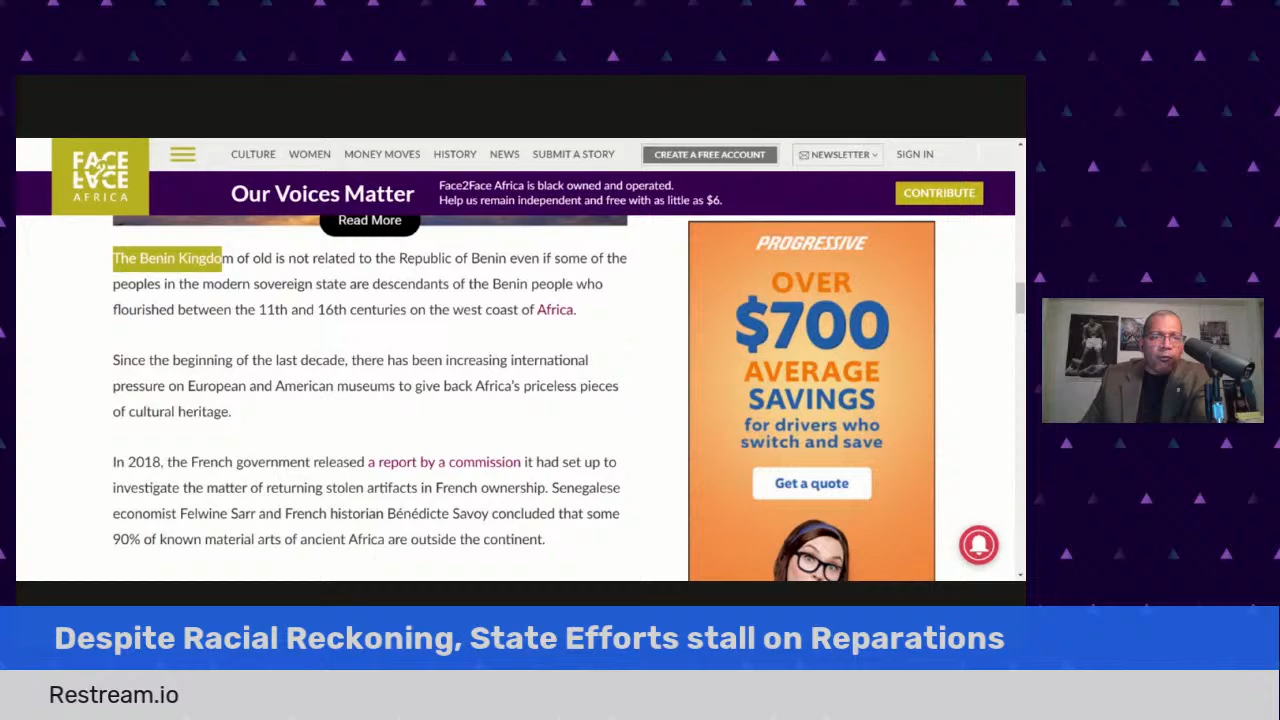 FACE
2
FACE
AFRICA
CULTURE WOMEN MONEY MOVES HISTORY NEWS SUBMIT A STORY CREATE A FREE ACCOUNT NEWSLETTER SIGN IN
Our Voices Matter
Face2Face Africa is black owned and operated.
Help us remain independent and free with as little as $6.
CONTRIBUTE
Read More
The Benin Kingdom of old is not related to the Republic of Benin even if some of the
peoples in the modern sovereign state are descendants of the Benin people who
flourished between the 11th and 16th centuries on the west coast of Africa.
Since the beginning of the last decade, there has been increasing international
pressure on European and American museums to give back Africa's priceless pieces
of cultural heritage.
In 2018, the French government released a report by a commission it had set up to
investigate the matter of returning stolen artifacts in French ownership. Senegalese
economist Felwine Sarr and French historian Bénédicte Savoy concluded that some
90% of known material arts of ancient Africa are outside the continent.
PROGRESSIVE
OVER
$700
AVERAGE
SAVINGS
for drivers who
switch and save
Get a quote
Despite Racial Reckoning, State Efforts stall on Reparations
Restream.io